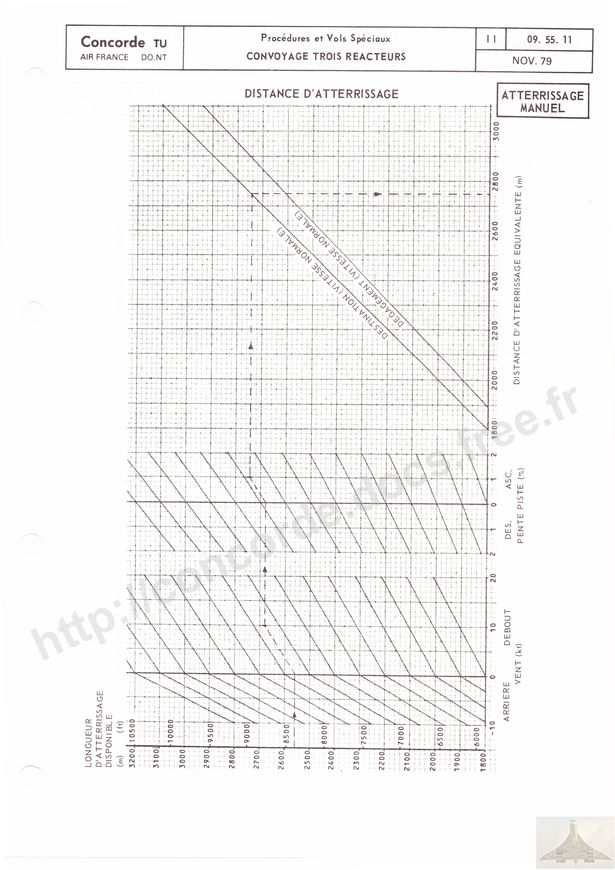 Concorde TU
AIR FRANCE DO.NT
Procédures et Vols Spéciaux
CONVOYAGE TROIS REACTEURS
11
09. 55. 11
NOV. 79
DISTANCE D'ATTERRISSAGE
ATTERRISSAGE
MANUEL
DEGAGEMENT (VITESSE NORMALE)
DESTINATION (VITESSE NORMALE)
1800 2000 2200 2400 2600 2800 3000
DISTANCE D'ATTERRISSAGE EQUIVALENTE (m)
2 1 0 1 2
DES. ASC.
PENTE PISTE (%)
-10 0 10 20
ARRIERE DEBOUT
VENT (kt)
LONGUEUR
D'ATTERRISSAGE
DISPONIBLE
(m) (ft)
3200 10500
3100 10000
3000
2900 9500
2800 9000
2700
2600 8500
2500 8000
2400
2300 7500
2200
2100 7000
2000 6500
1900
1800 6000
http://concorde.docs.free.fr